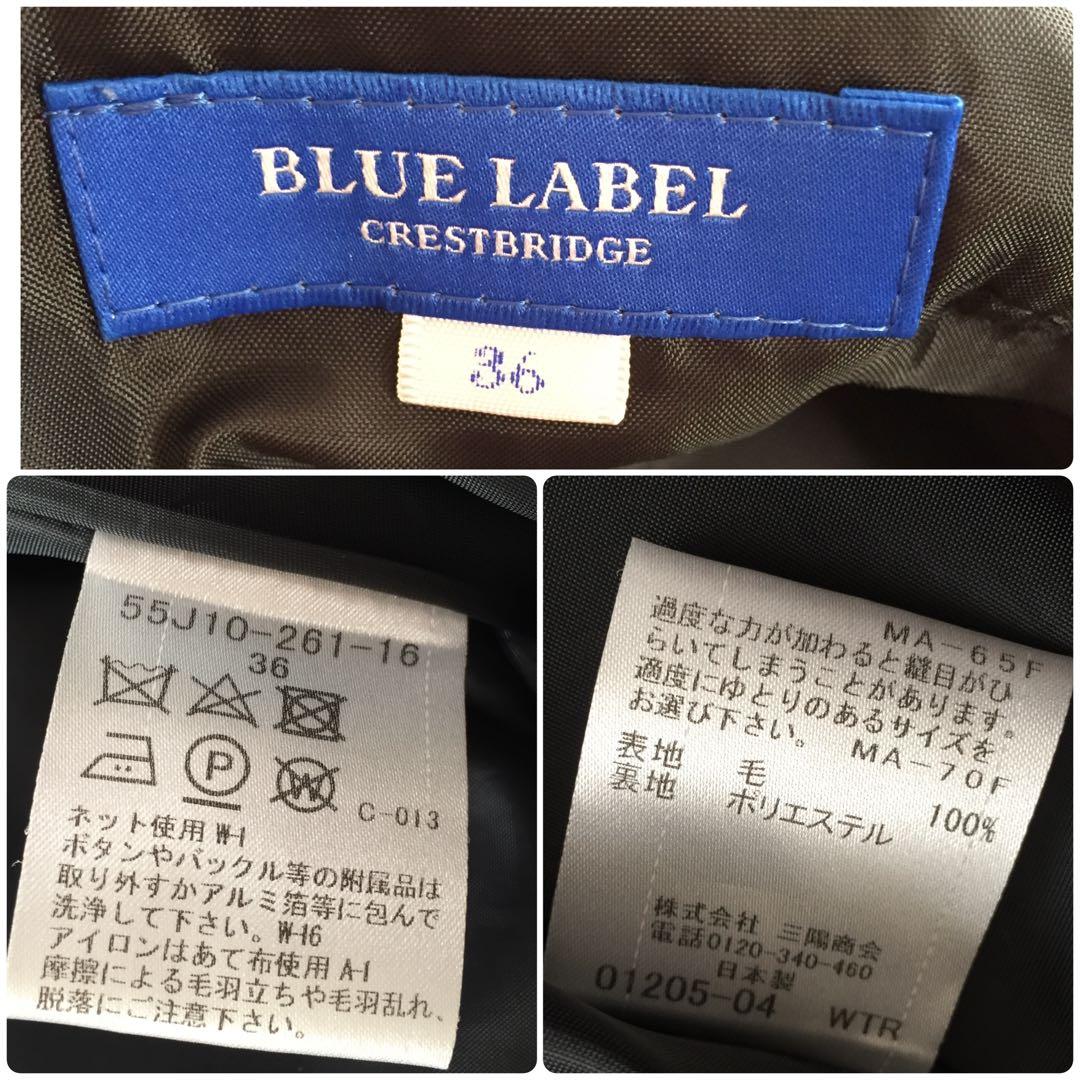 BLUE LABEL
CRESTBRIDGE
36
55J10-261-16
36
P
W
C-013
ネット使用 W-1
ボタンやバックル等の附属品は
取り外すかアルミ箔等に包んで
洗浄して下さい。W-16
アイロンはあて布使用 A-1
摩擦による毛羽立ちや毛羽乱れ、
脱落にご注意下さい。
MA-65F
過度な力が加わると縫目がひ
らいてしまうことがあります。
適度にゆとりのあるサイズを
お選び下さい。 MA-70F
表地 毛 100%
裏地 ポリエステル
株式会社 三陽商会
電話0120-340-460
日本製
01205-04 WTR